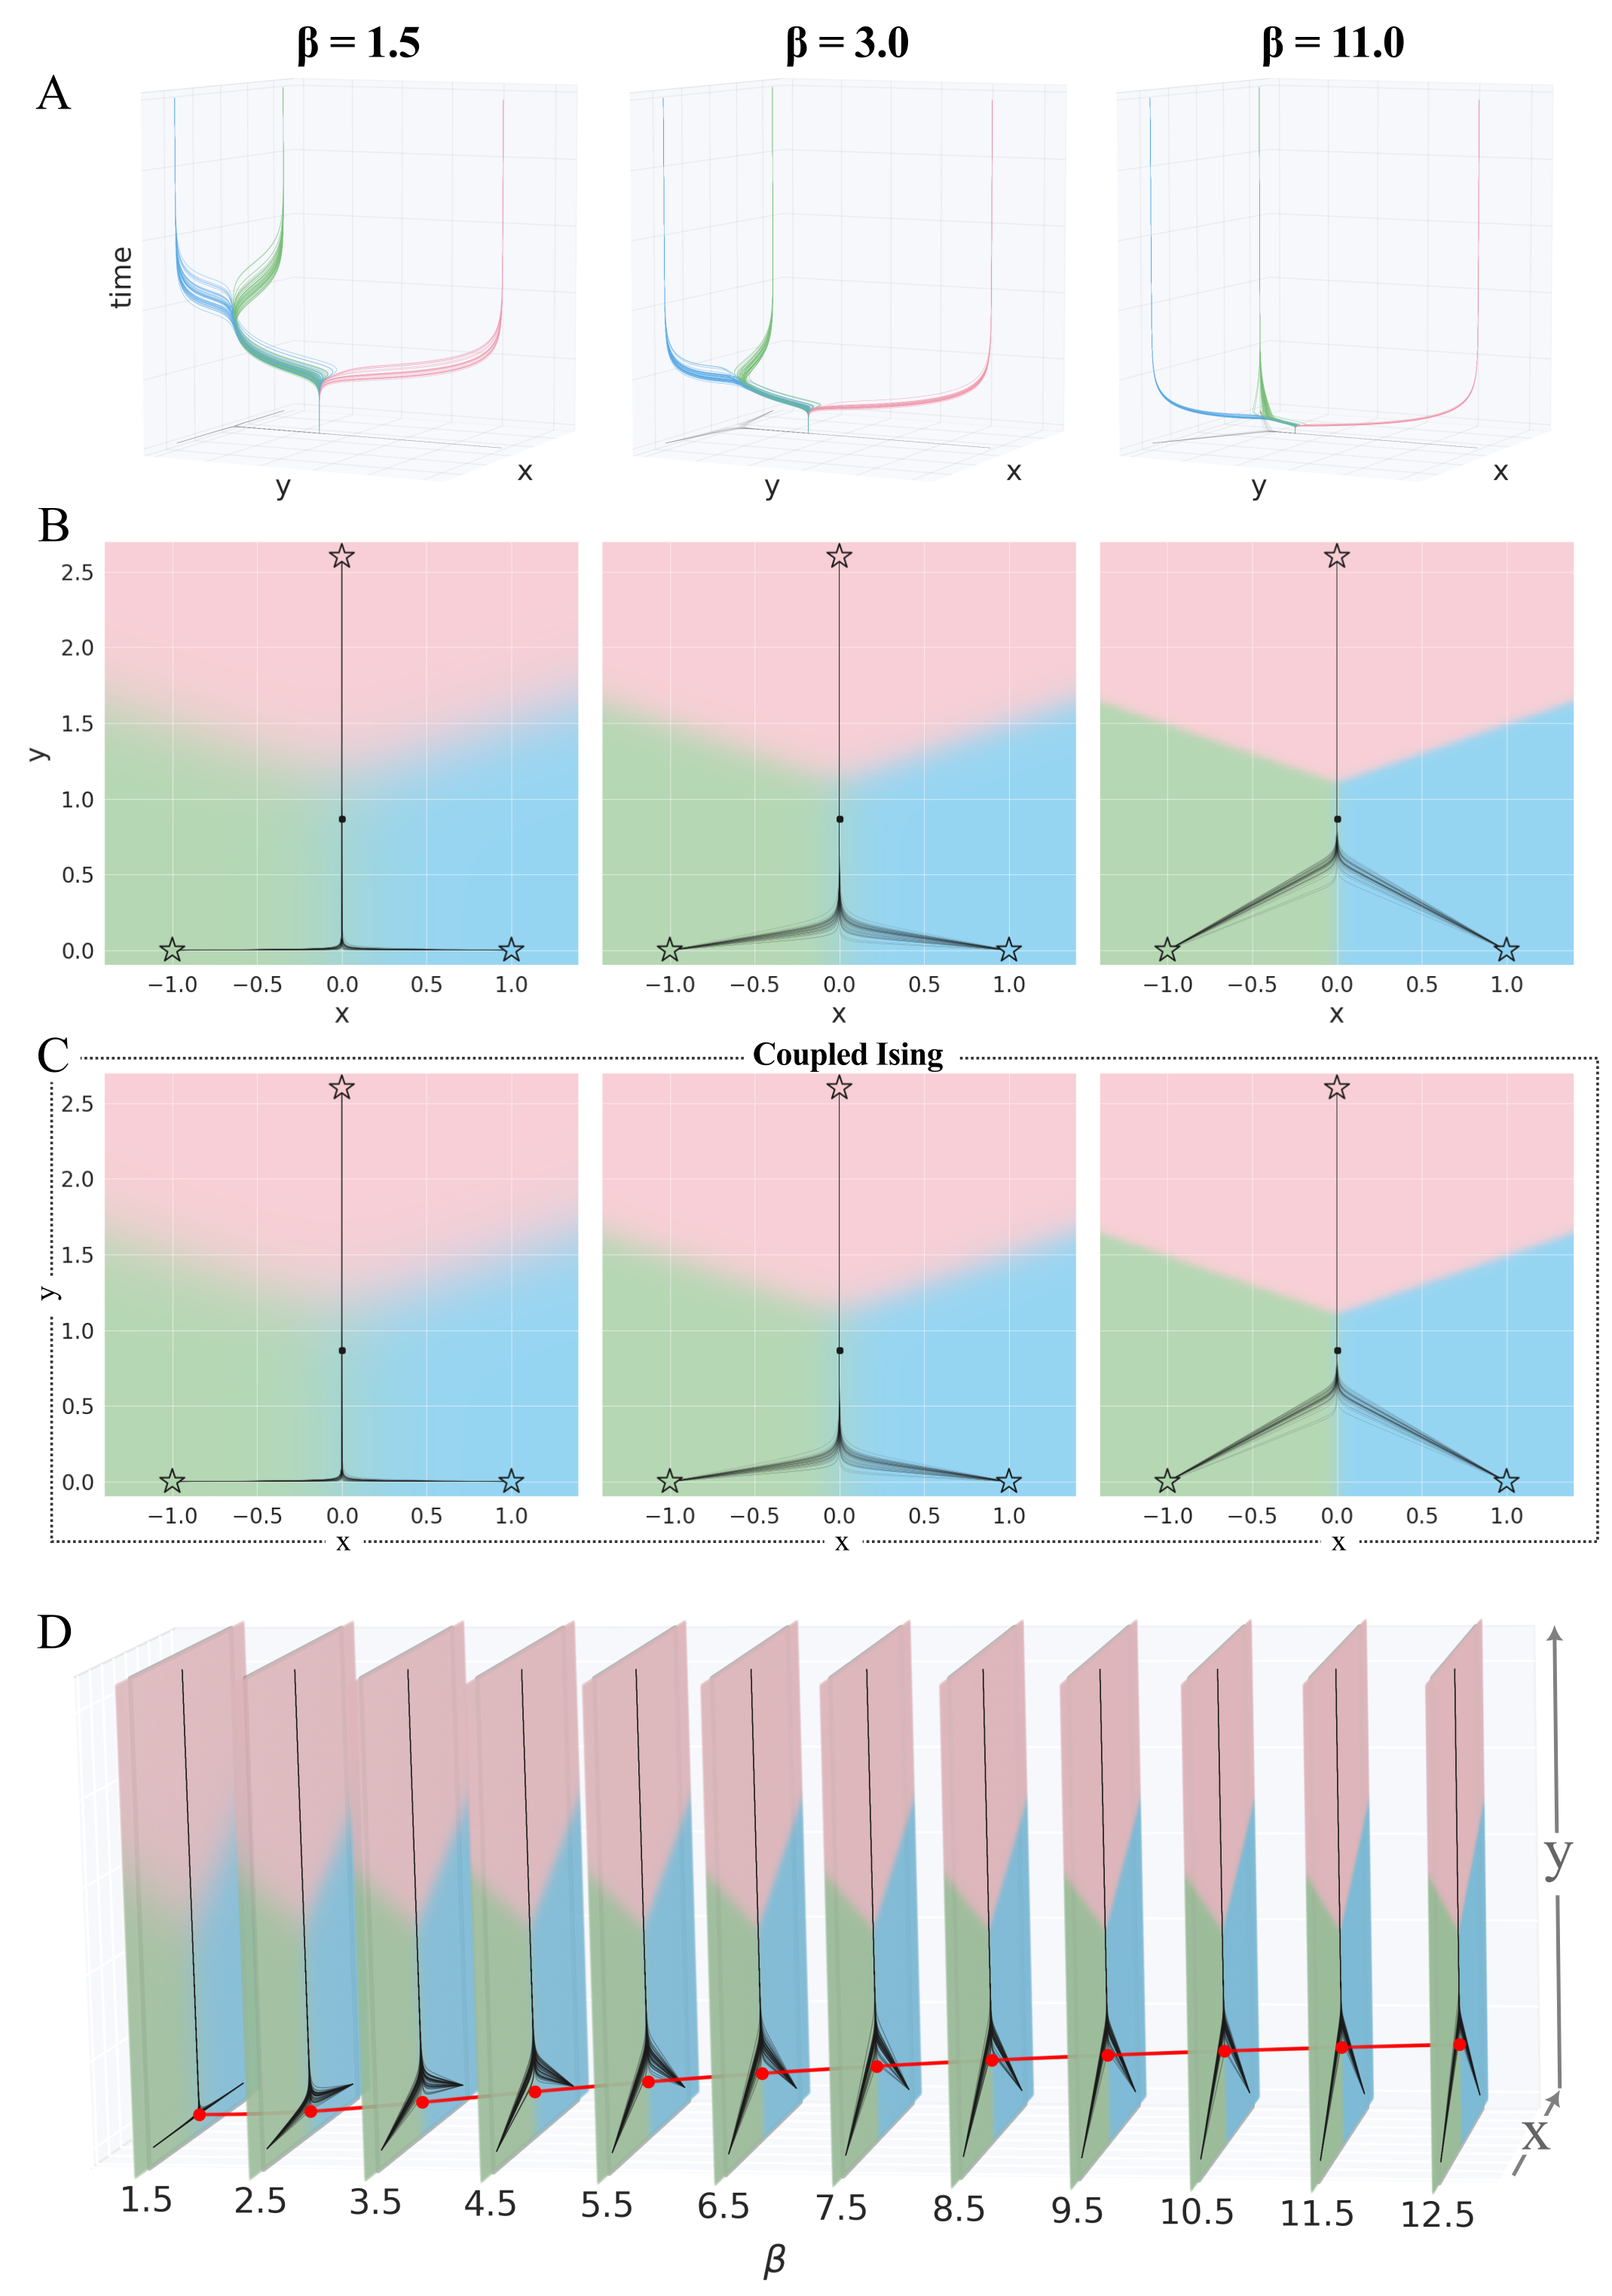 β = 1.5 β = 3.0 β = 11.0
A
time
y x y x y x
B
y
2.5
2.0
1.5
1.0
0.5
0.0
−1.0 −0.5 0.0 0.5 1.0 −1.0 −0.5 0.0 0.5 1.0 −1.0 −0.5 0.0 0.5 1.0
x x x
C
Coupled Ising
y
2.5
2.0
1.5
1.0
0.5
0.0
−1.0 −0.5 0.0 0.5 1.0 −1.0 −0.5 0.0 0.5 1.0 −1.0 −0.5 0.0 0.5 1.0
x x x
D
y
x
1.5 2.5 3.5 4.5 5.5 6.5 7.5 8.5 9.5 10.5 11.5 12.5
β